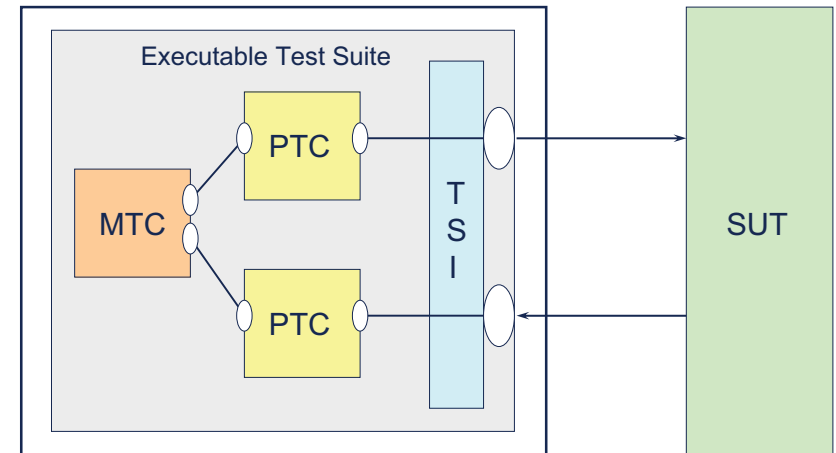 Executable Test Suite
PTC
MTC
T
S
I
SUT
PTC